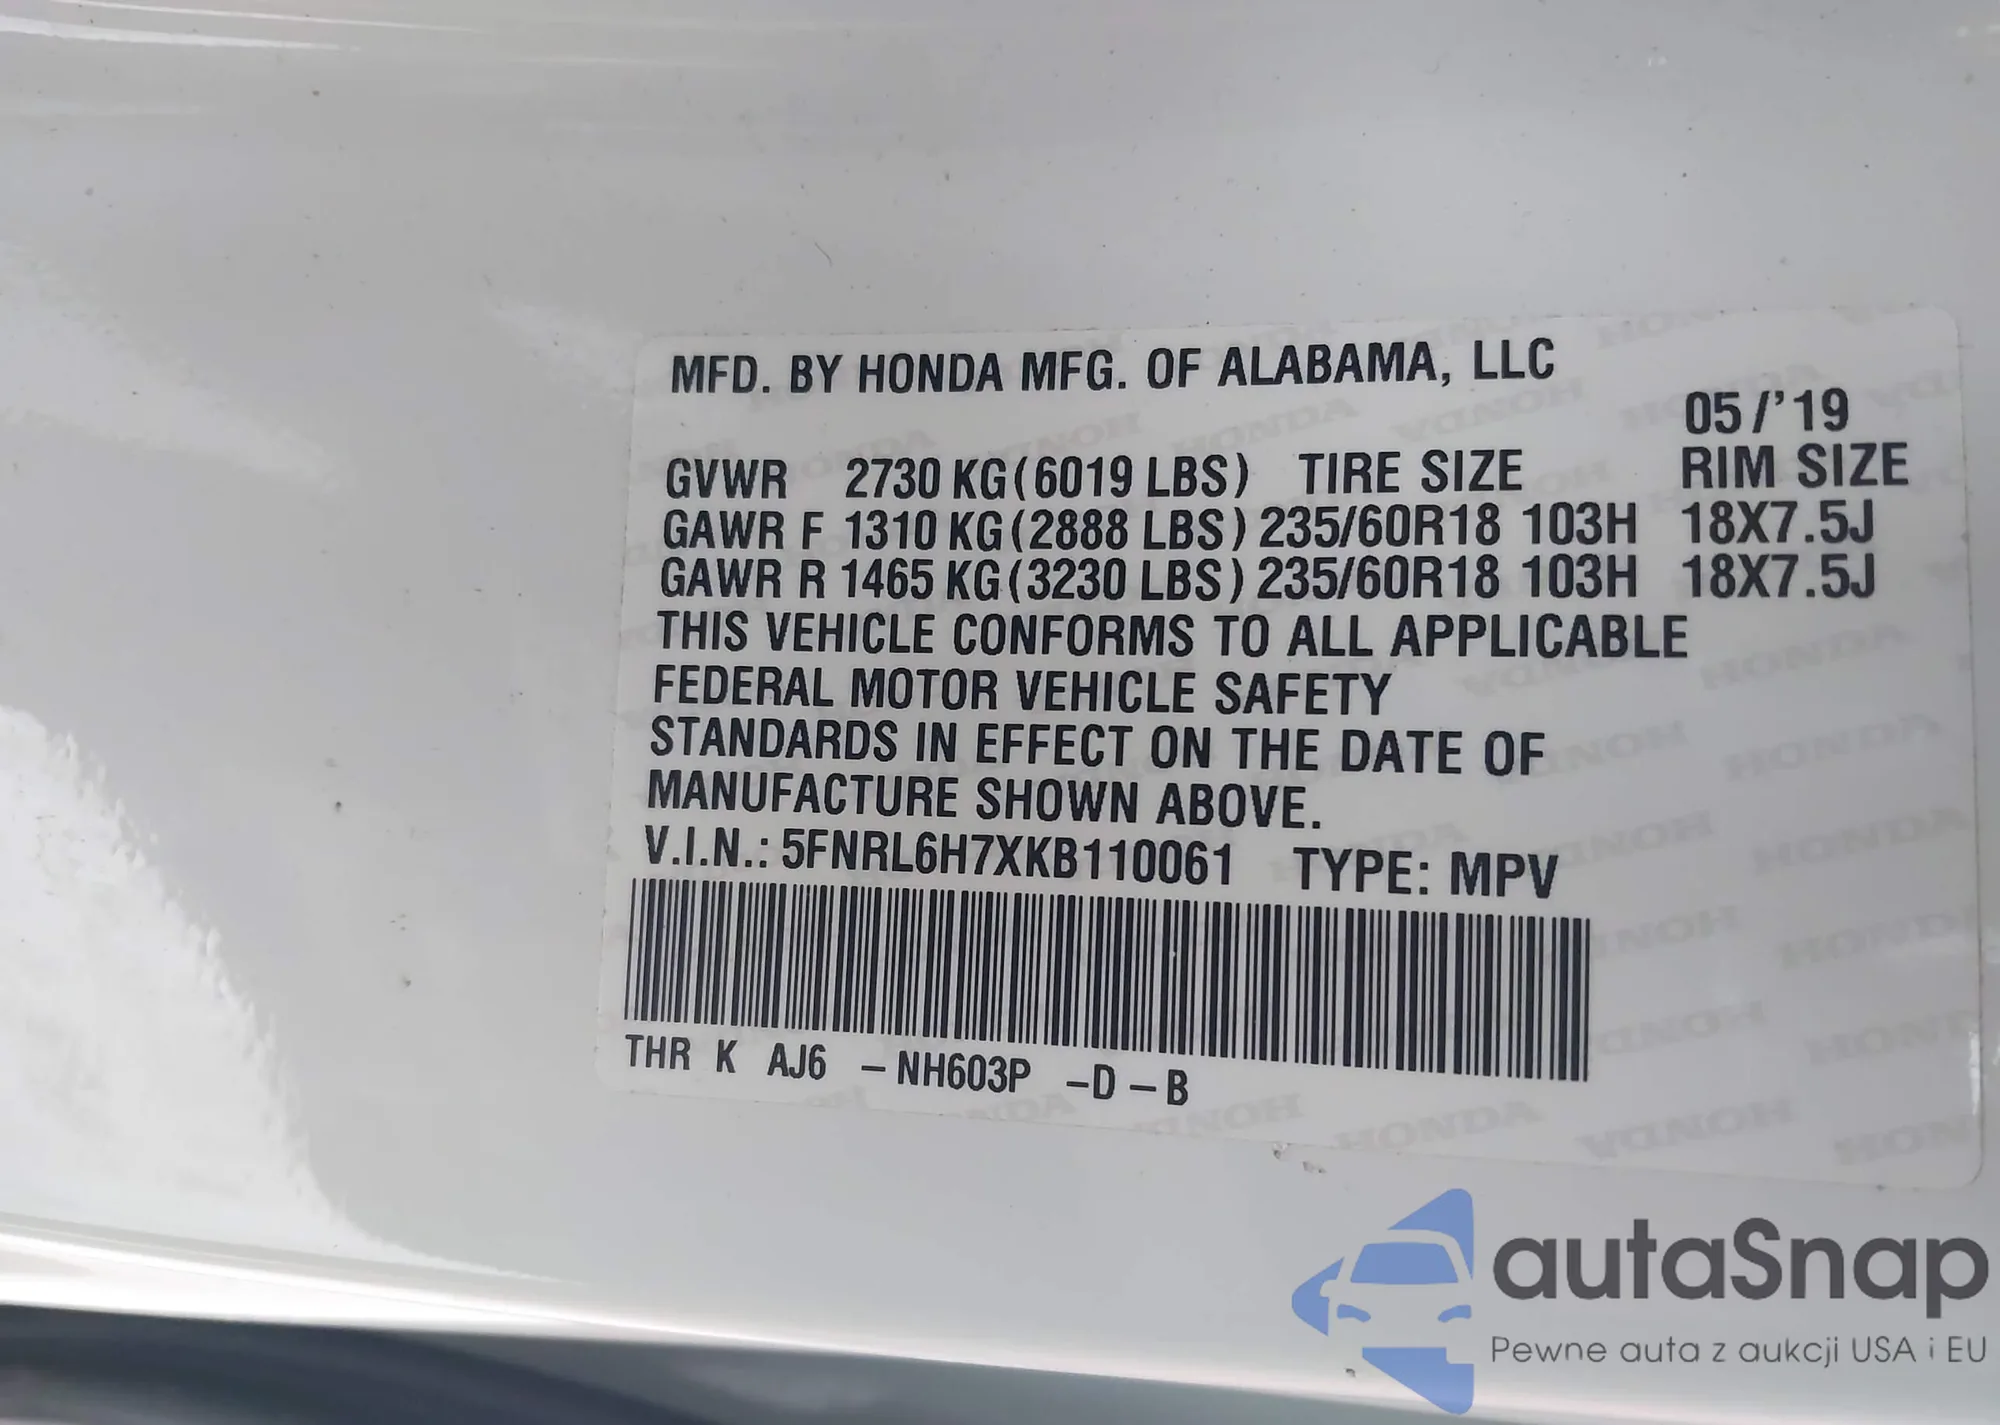 MFD. BY HONDA MFG. OF ALABAMA, LLC
05/'19
GVWR 2730 KG(6019 LBS) TIRE SIZE RIM SIZE
GAWR F 1310 KG(2888 LBS) 235/60R18 103H 18X7.5J
GAWR R 1465 KG(3230 LBS) 235/60R18 103H 18X7.5J
THIS VEHICLE CONFORMS TO ALL APPLICABLE
FEDERAL MOTOR VEHICLE SAFETY
STANDARDS IN EFFECT ON THE DATE OF
MANUFACTURE SHOWN ABOVE.
V.I.N.: 5FNRL6H7XKB110061 TYPE: MPV
THR K AJ6 –NH603P –D –B
autaSnap
Pewne auta z aukcji USA i EU